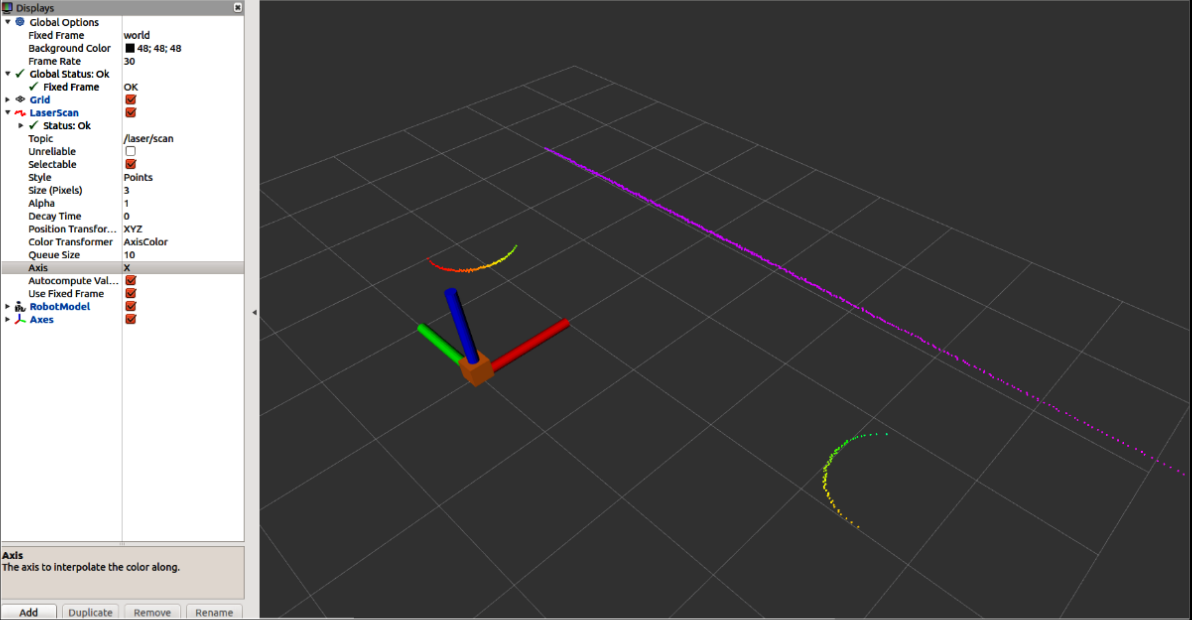 Displays
Global Options
Fixed Frame world
Background Color 48; 48; 48
Frame Rate 30
Global Status: Ok
Fixed Frame OK
Grid
LaserScan
Status: Ok
Topic /laser/scan
Unreliable
Selectable
Style Points
Size (Pixels) 3
Alpha 1
Decay Time 0
Position Transfor... XYZ
Color Transformer AxisColor
Queue Size 10
Axis X
Autocompute Val...
Use Fixed Frame
RobotModel
Axes
Axis
The axis to interpolate the color along.
Add Duplicate Remove Rename